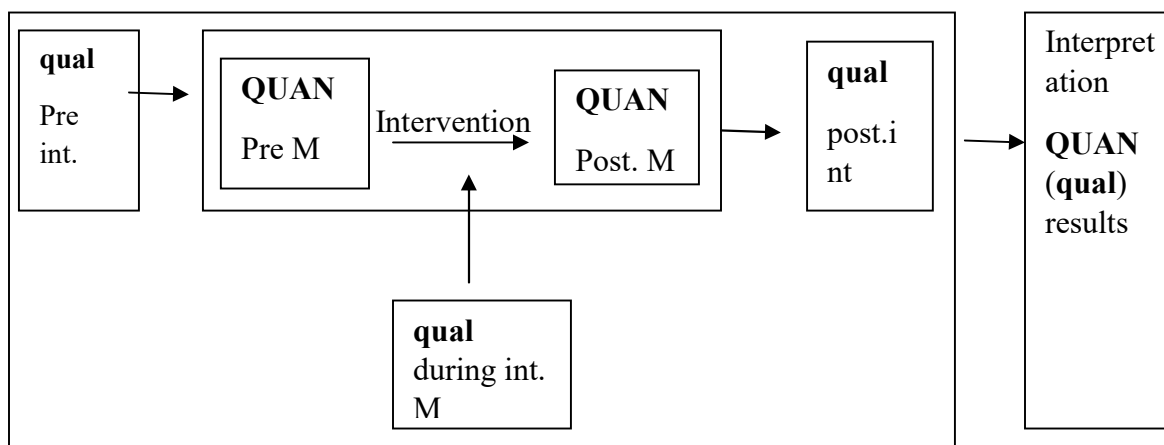 qual
Pre
int.
QUAN
Pre M
Intervention
QUAN
Post. M
qual
during int.
M
qual
post.i
nt
Interpret
ation
QUAN
(qual)
results